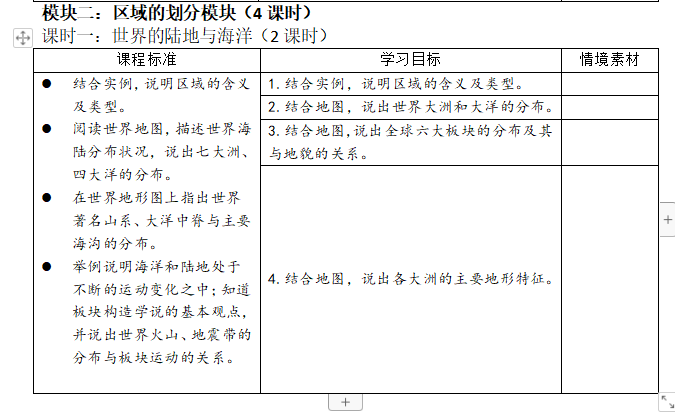 模块二：区域的划分模块（4 课时）
课时一：世界的陆地与海洋（2 课时）
课程标准
学习目标
情境素材
● 结合实例，说明区域的含义
及类型。
● 阅读世界地图，描述世界海
陆分布状况，说出七大洲、
四大洋的分布。
● 在世界地形图上指出世界
著名山系、大洋中脊与主要
海沟的分布。
● 举例说明海洋和陆地处于
不断的运动变化之中；知道
板块构造学说的基本观点，
并说出世界火山、地震带的
分布与板块运动的关系。
1.结合实例，说明区域的含义及类型。
2.结合地图，说出世界大洲和大洋的分布。
3.结合地图,说出全球六大板块的分布及其
与地貌的关系。
4.结合地图，说出各大洲的主要地形特征。